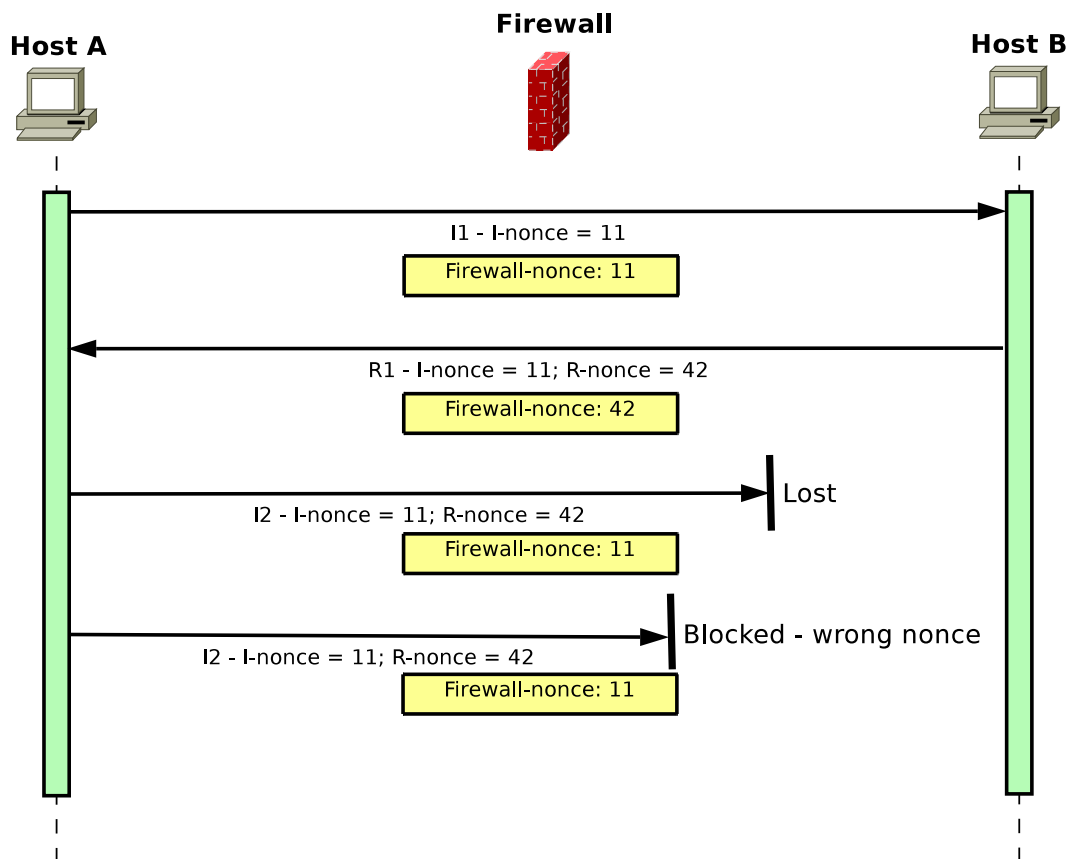 Host A
Firewall
Host B
I1 - I-nonce = 11
Firewall-nonce: 11
R1 - I-nonce = 11; R-nonce = 42
Firewall-nonce: 42
Lost
I2 - I-nonce = 11; R-nonce = 42
Firewall-nonce: 11
Blocked - wrong nonce
I2 - I-nonce = 11; R-nonce = 42
Firewall-nonce: 11